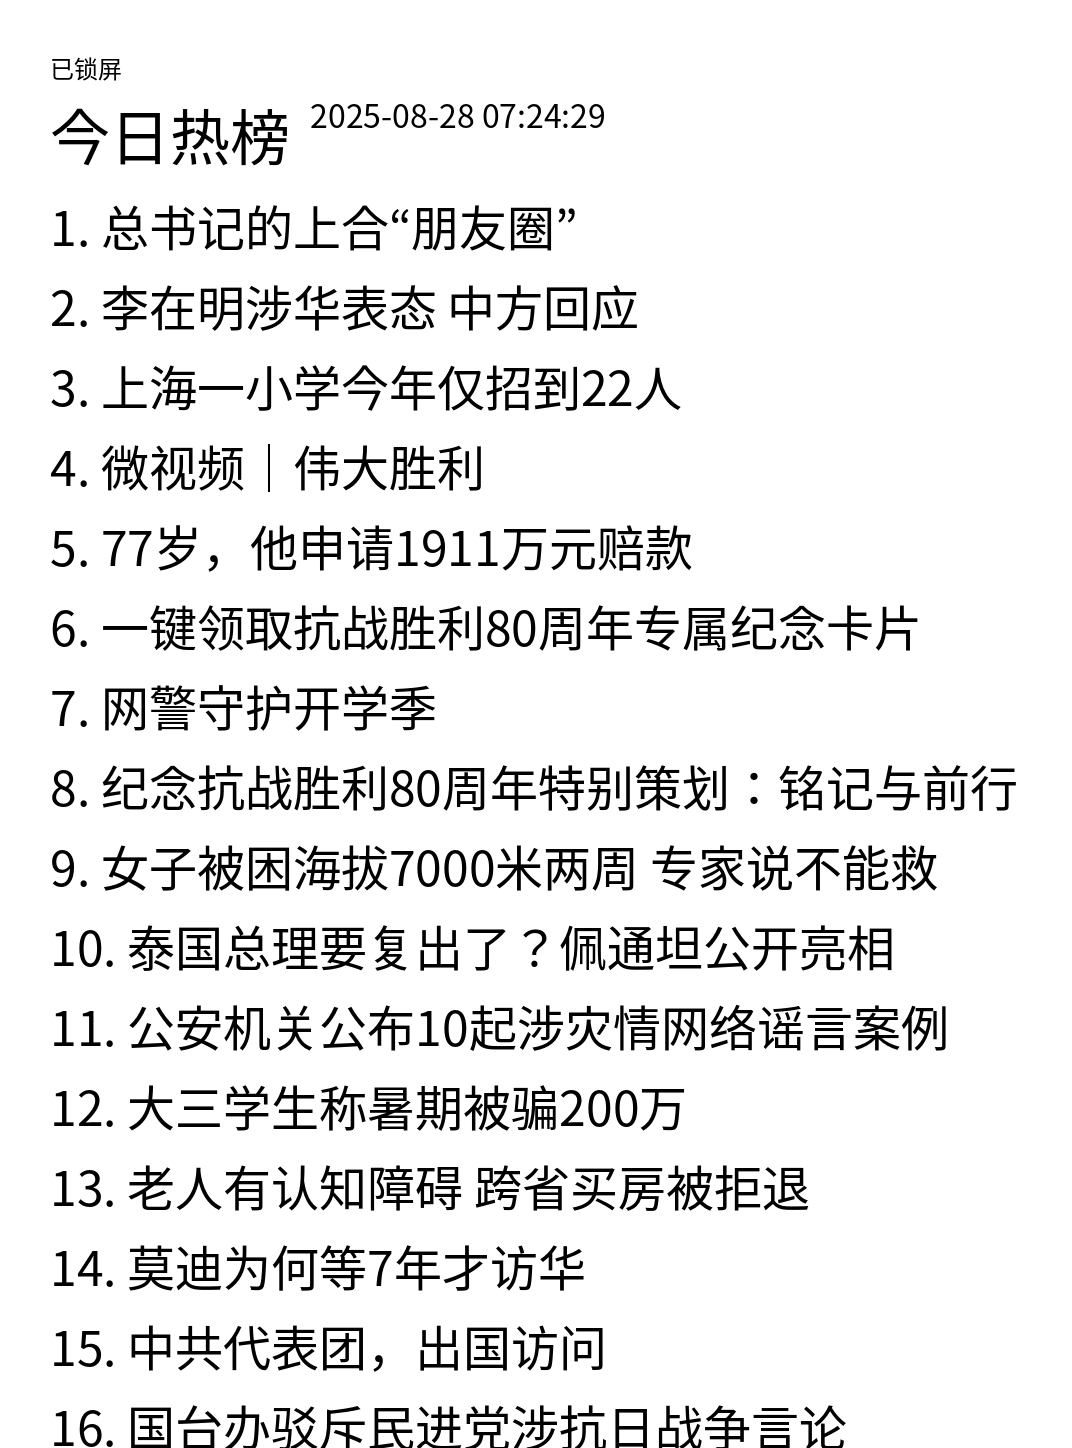 已锁屏
今日热榜 2025-08-28 07:24:29
1. 总书记的上合“朋友圈”
2. 李在明涉华表态 中方回应
3. 上海一小学今年仅招到22人
4. 微视频｜伟大胜利
5. 77岁，他申请1911万元赔款
6. 一键领取抗战胜利80周年专属纪念卡片
7. 网警守护开学季
8. 纪念抗战胜利80周年特别策划：铭记与前行
9. 女子被困海拔7000米两周 专家说不能救
10. 泰国总理要复出了？佩通坦公开亮相
11. 公安机关公布10起涉灾情网络谣言案例
12. 大三学生称暑期被骗200万
13. 老人有认知障碍 跨省买房被拒退
14. 莫迪为何等7年才访华
15. 中共代表团，出国访问
16. 国台办驳斥民进党涉抗日战争言论